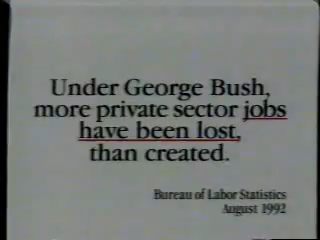 Under George Bush,
more private sector jobs
have been lost,
than created.
Bureau of Labor Statistics
August 1992